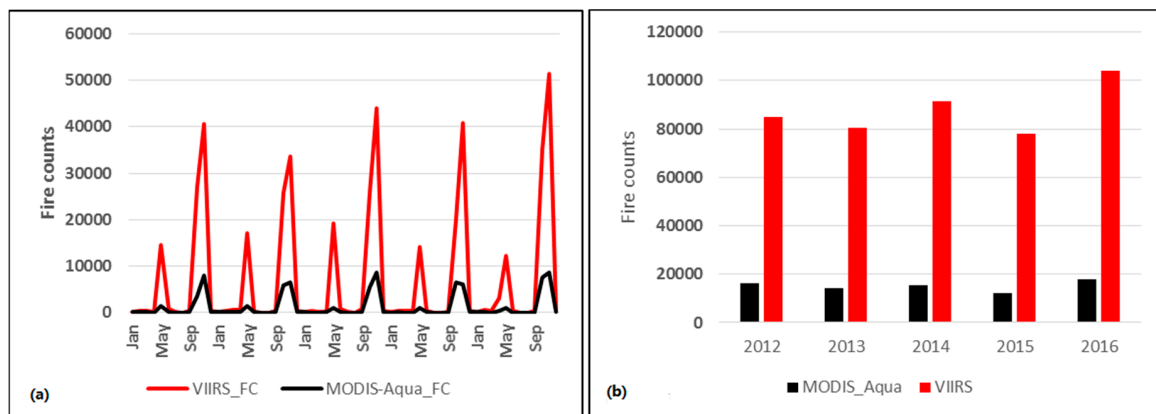 60000
50000
40000
30000
20000
10000
0
Fire counts
Jan
May
Sep
Jan
May
Sep
Jan
May
Sep
Jan
May
Sep
Jan
May
Sep
(a)
VIIRS_FC
MODIS-Aqua_FC
120000
100000
80000
60000
40000
20000
0
Fire counts
2012
2013
2014
2015
2016
(b)
MODIS_Aqua
VIIRS